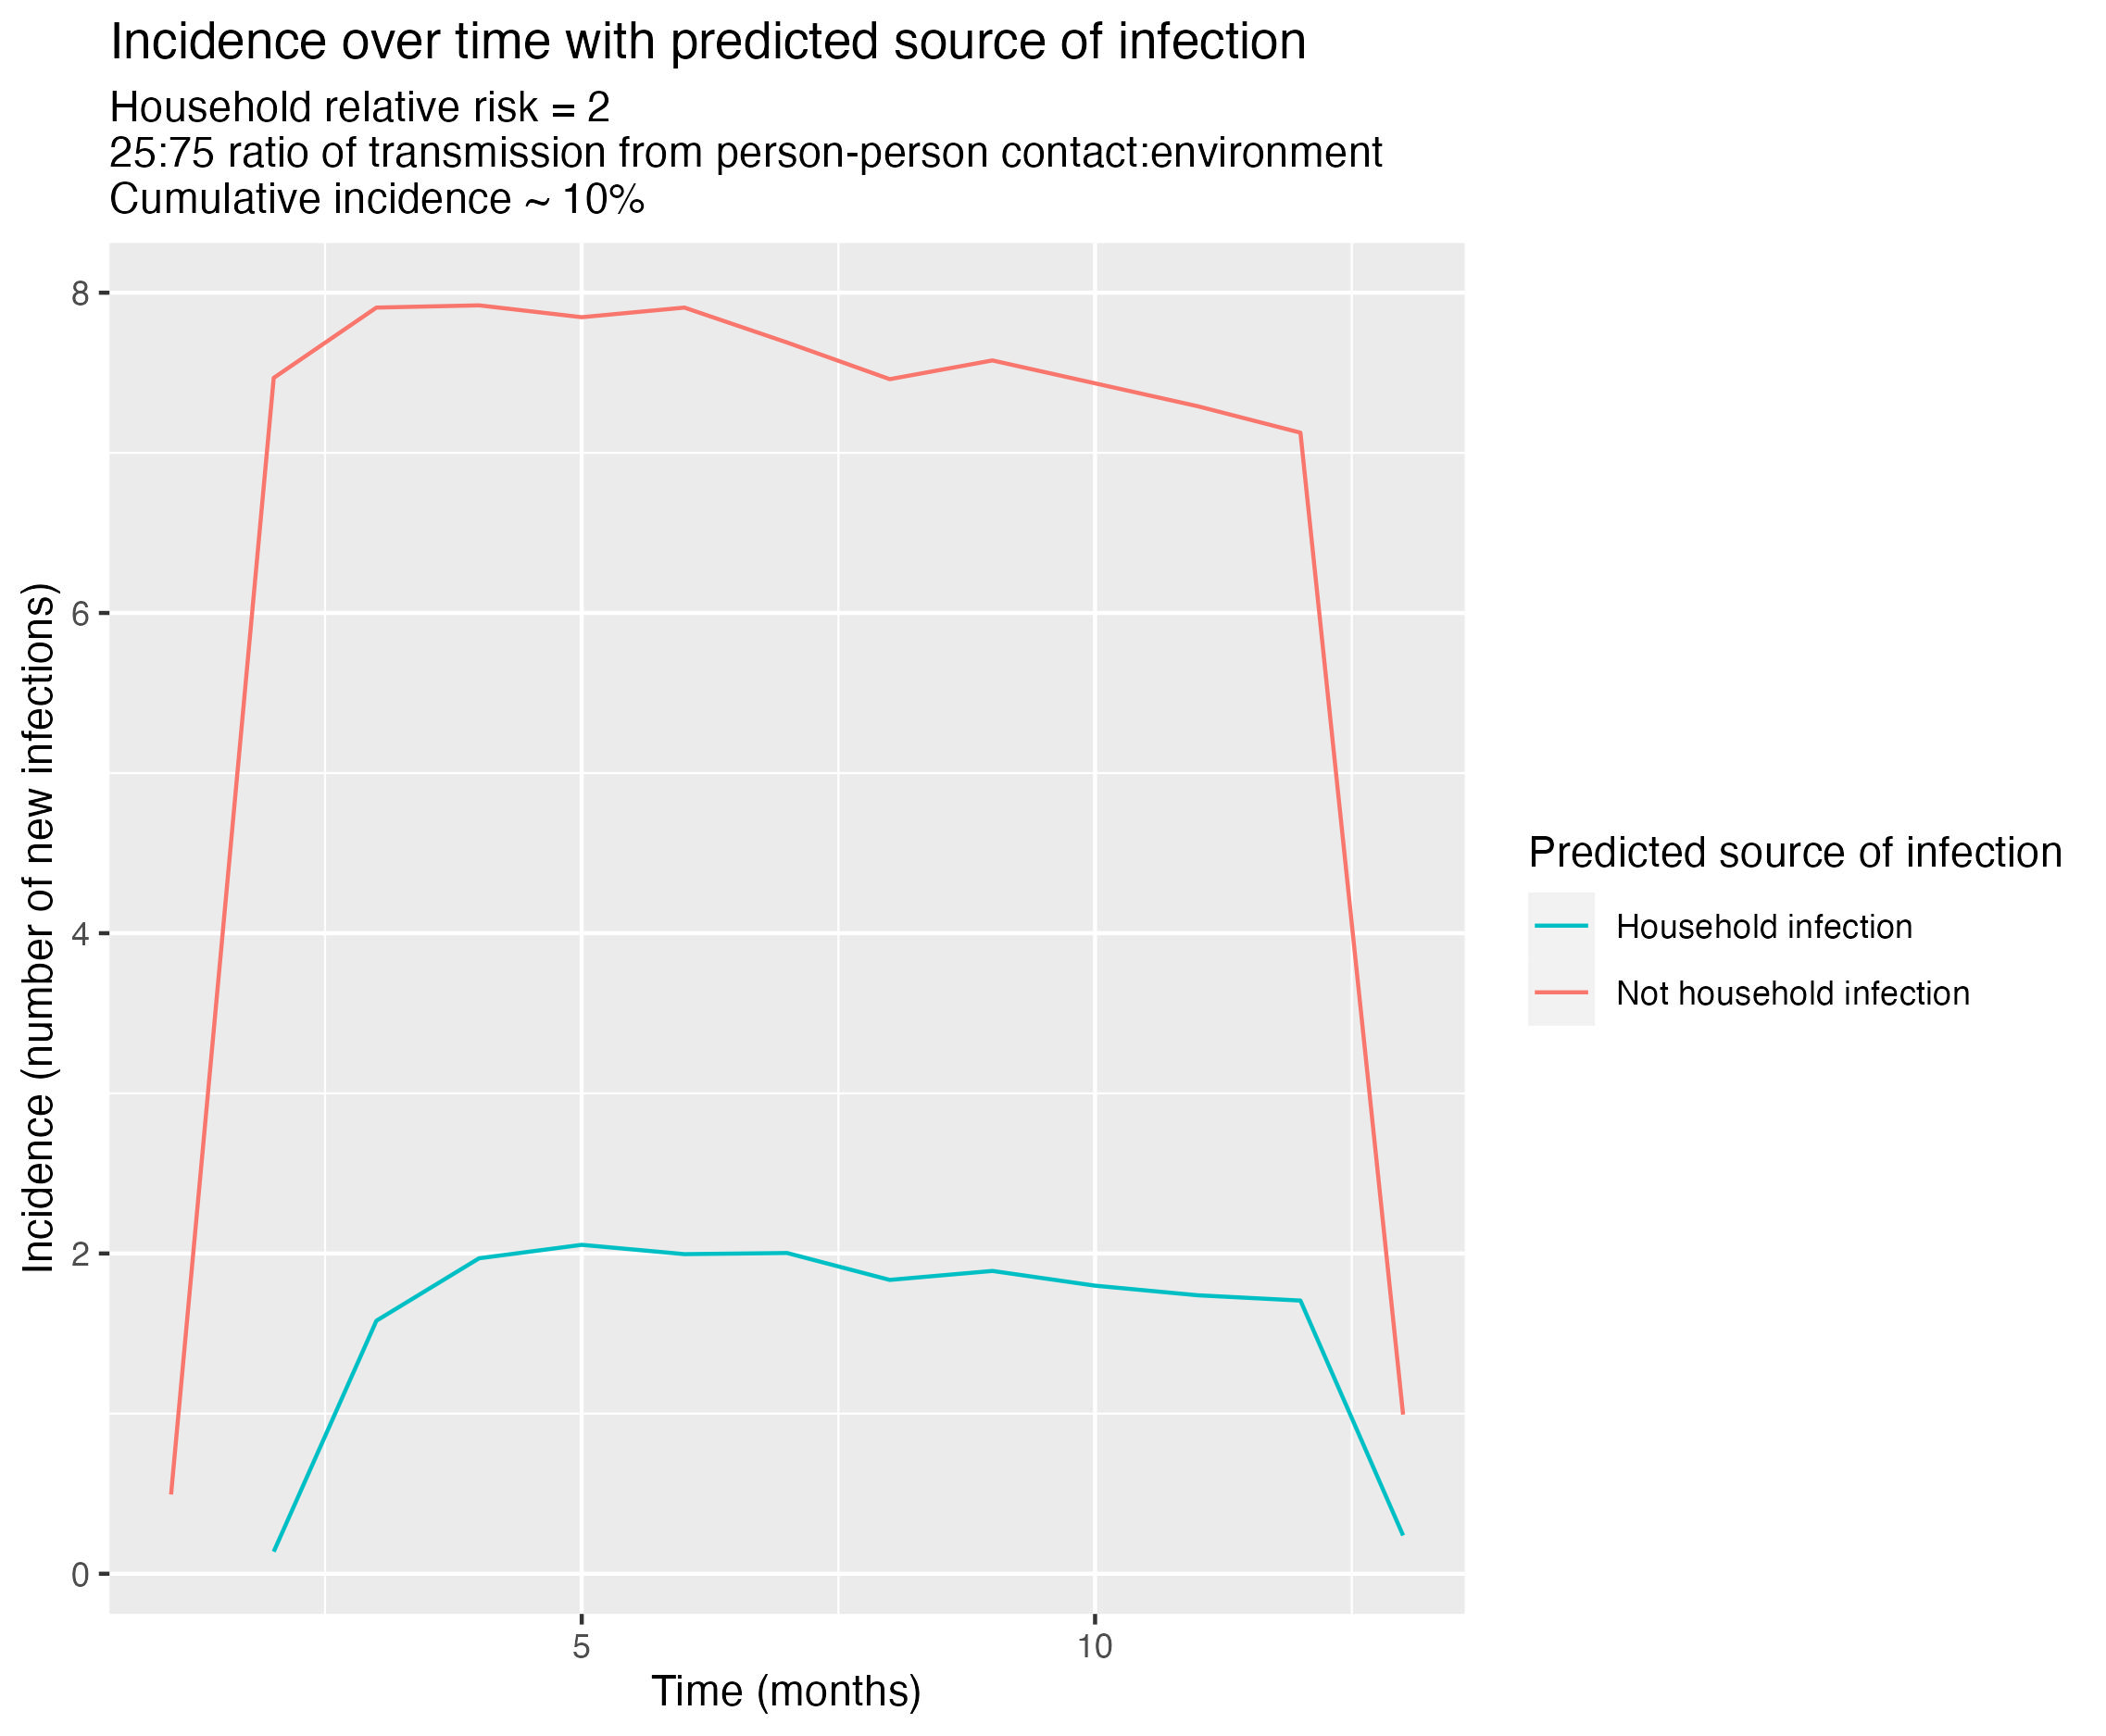 Incidence over time with predicted source of infection
Household relative risk = 2
25:75 ratio of transmission from person-person contact:environment
Cumulative incidence ~ 10%
Incidence (number of new infections)
8
6
4
2
0
5
10
Time (months)
Predicted source of infection
Household infection
Not household infection